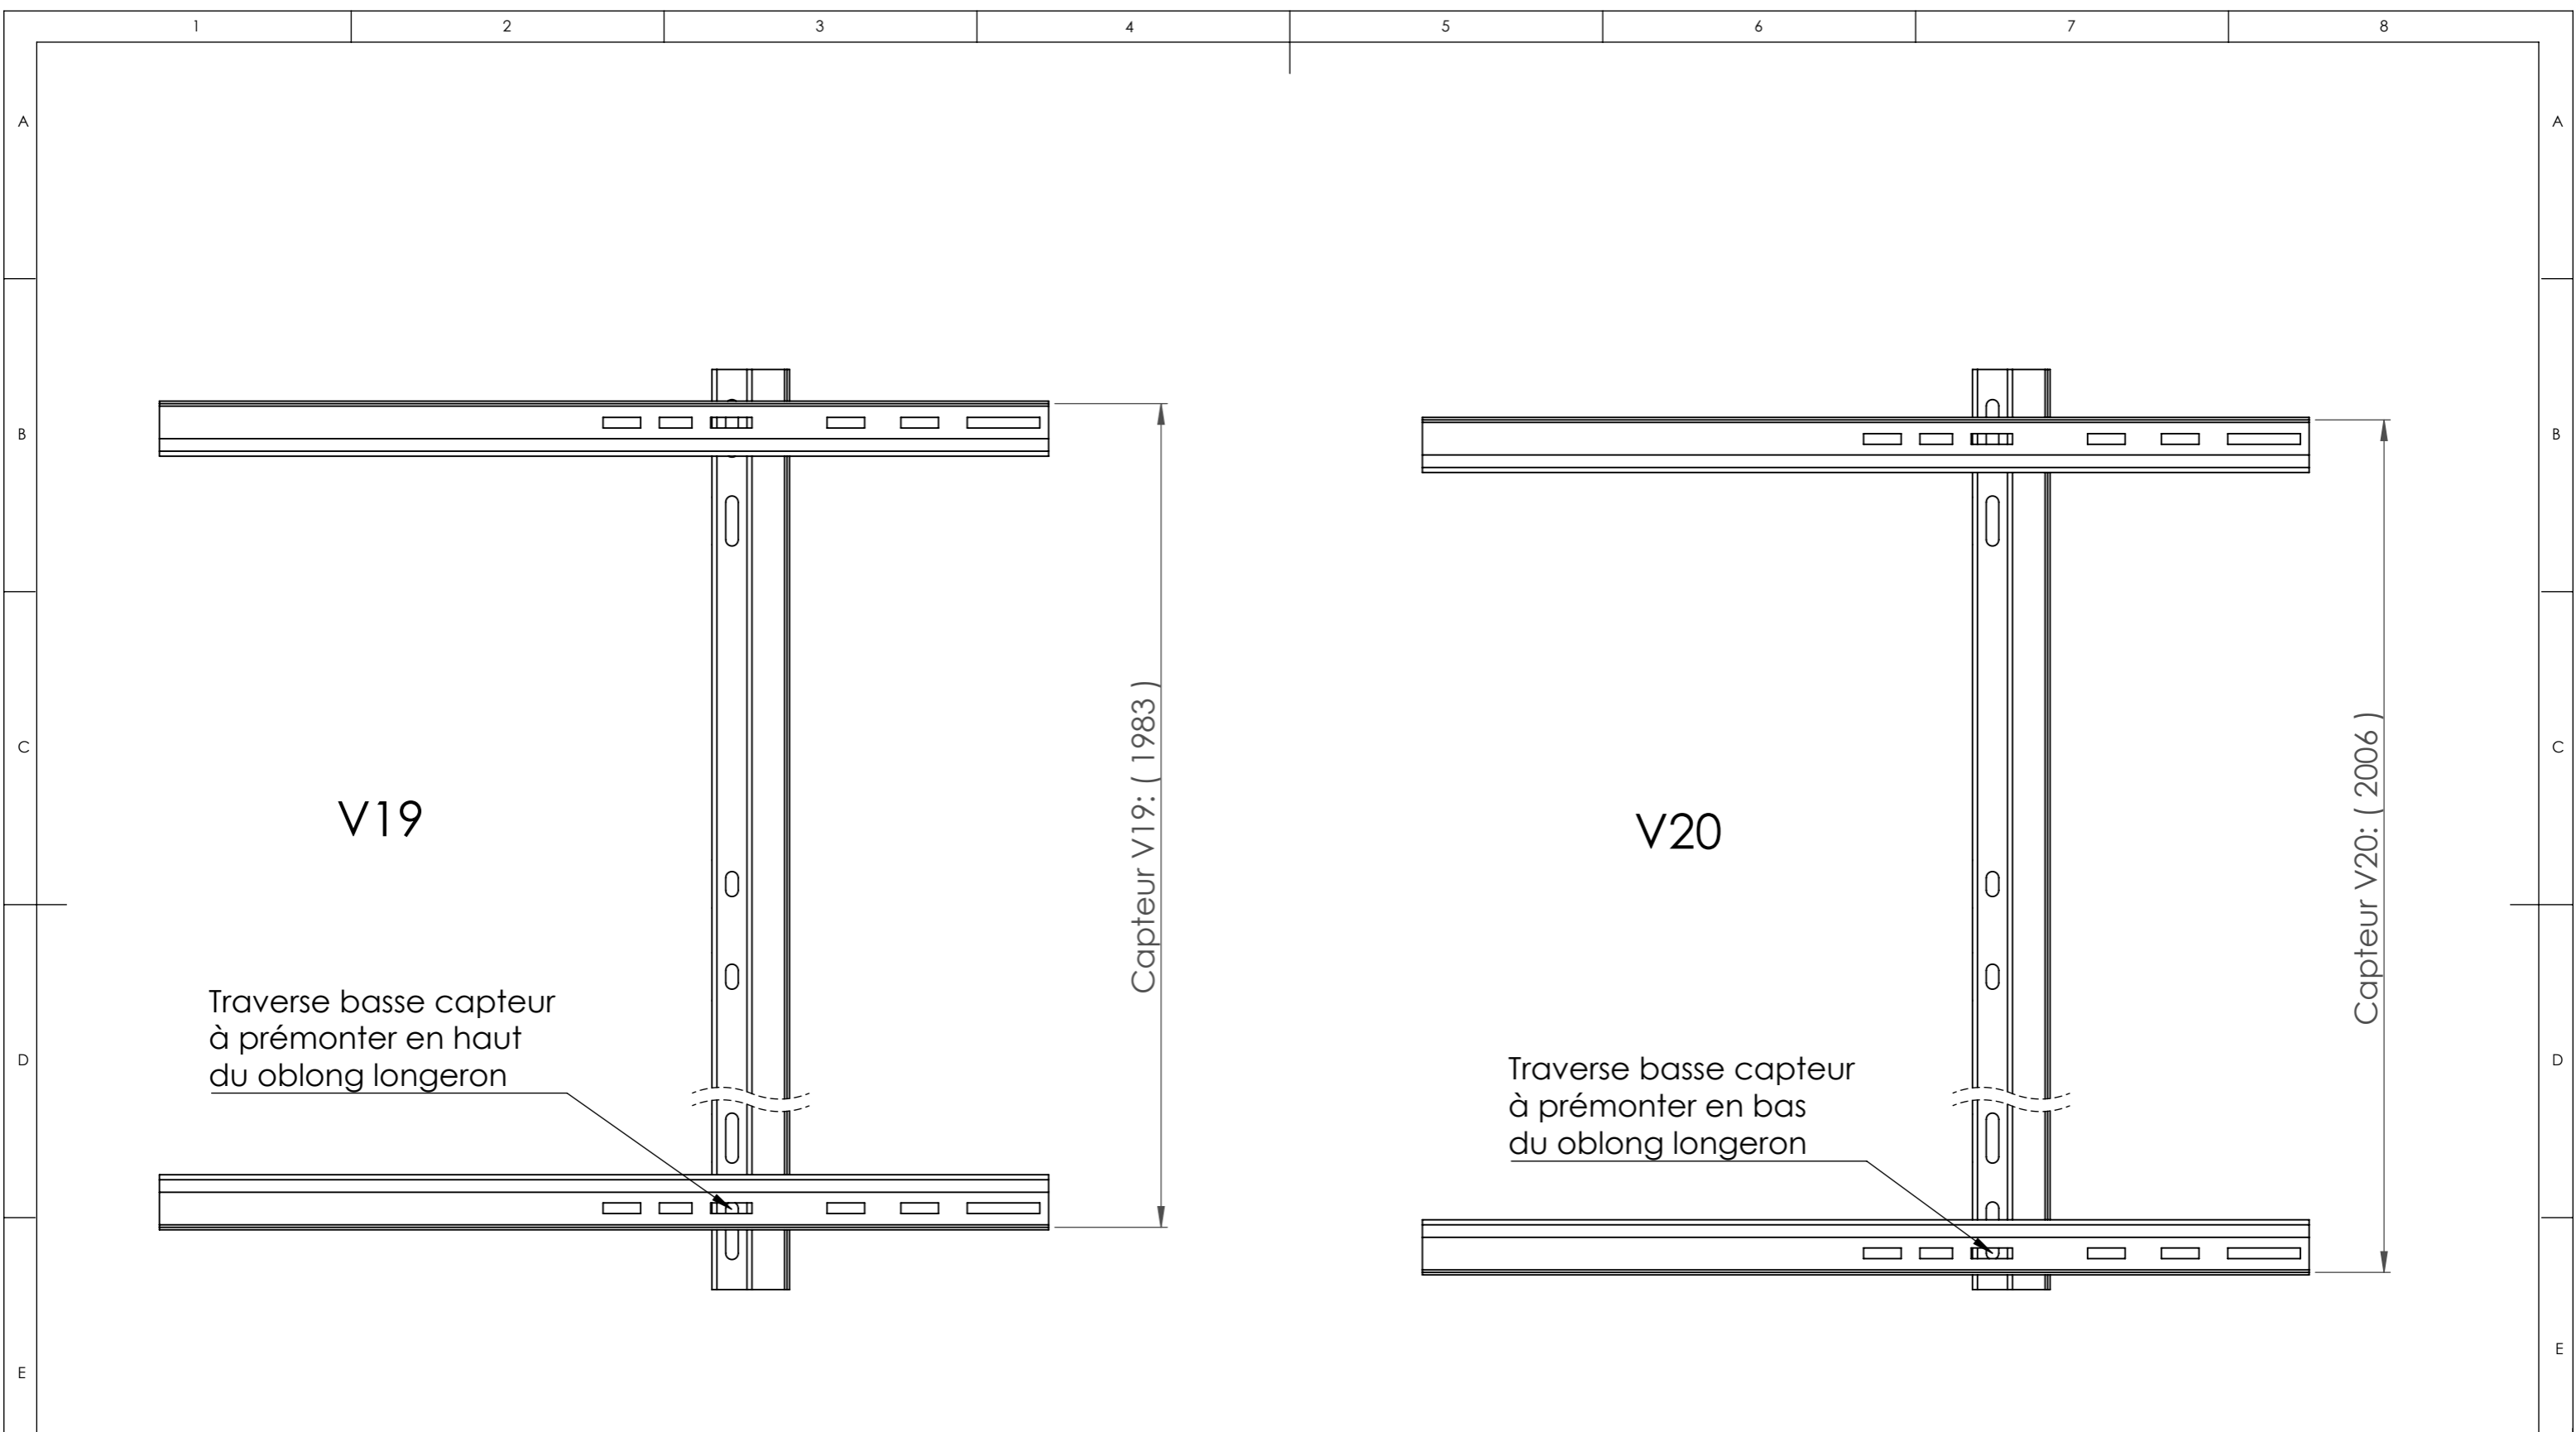 1 2 3 4 5 6 7 8
A A
B B
C C
D D
E E
V19
Capteur V19: ( 1983 )
Traverse basse capteur
à prémonter en haut
du oblong longeron
V20
Capteur V20: ( 2006 )
Traverse basse capteur
à prémonter en bas
du oblong longeron